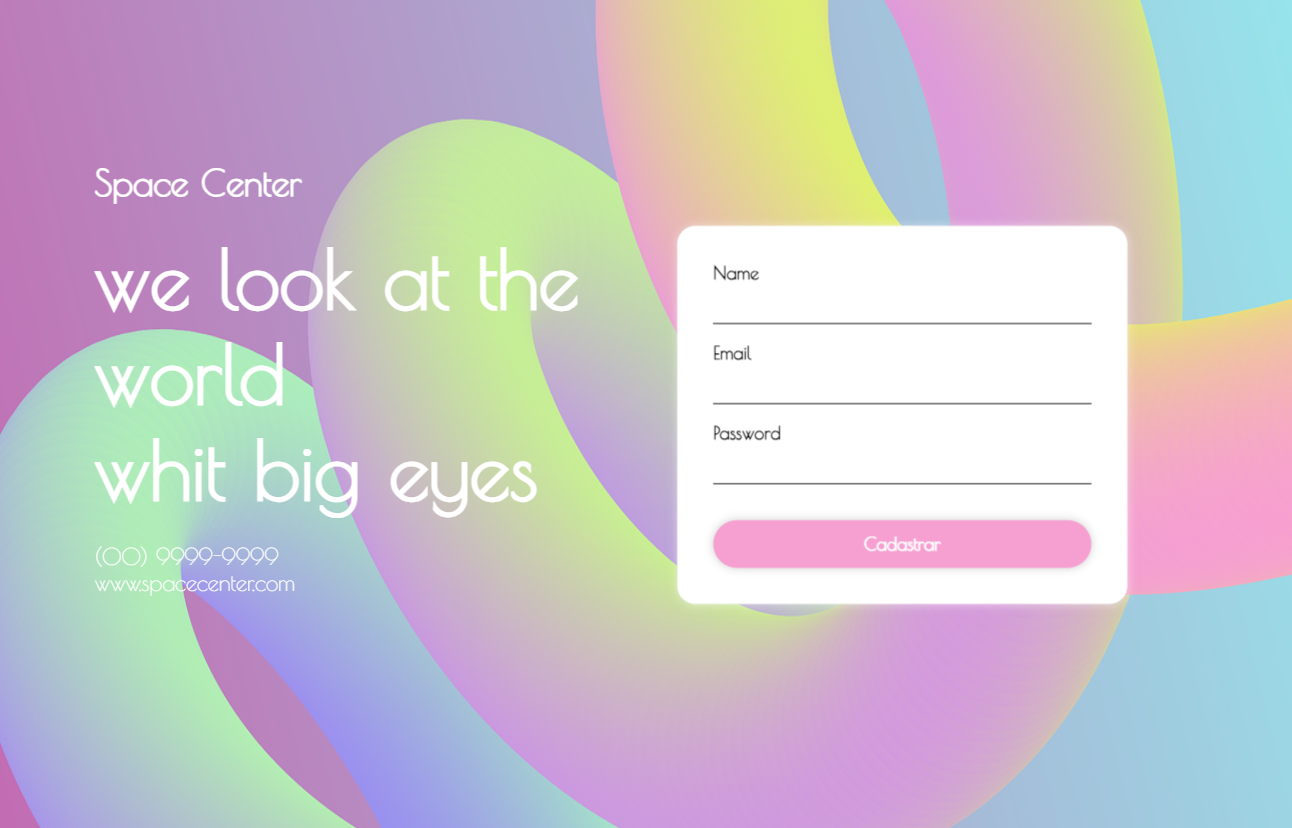 Space Center
we look at the
world
whit big eyes
(00) 9999-9999
www.spacecenter.com
Name
Email
Password
Cadastrar